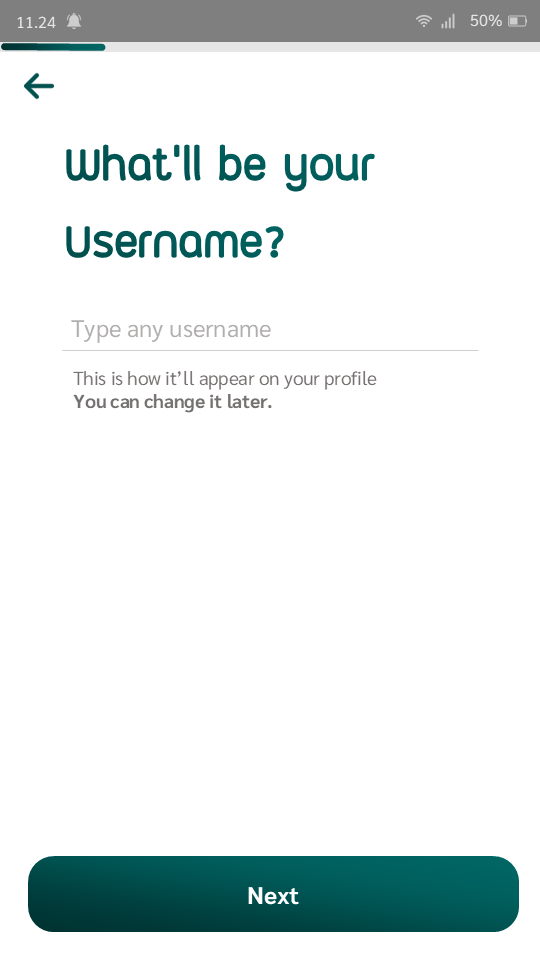 11.24
50%
What'll be your
Username?
Type any username
This is how it’ll appear on your profile
You can change it later.
Next